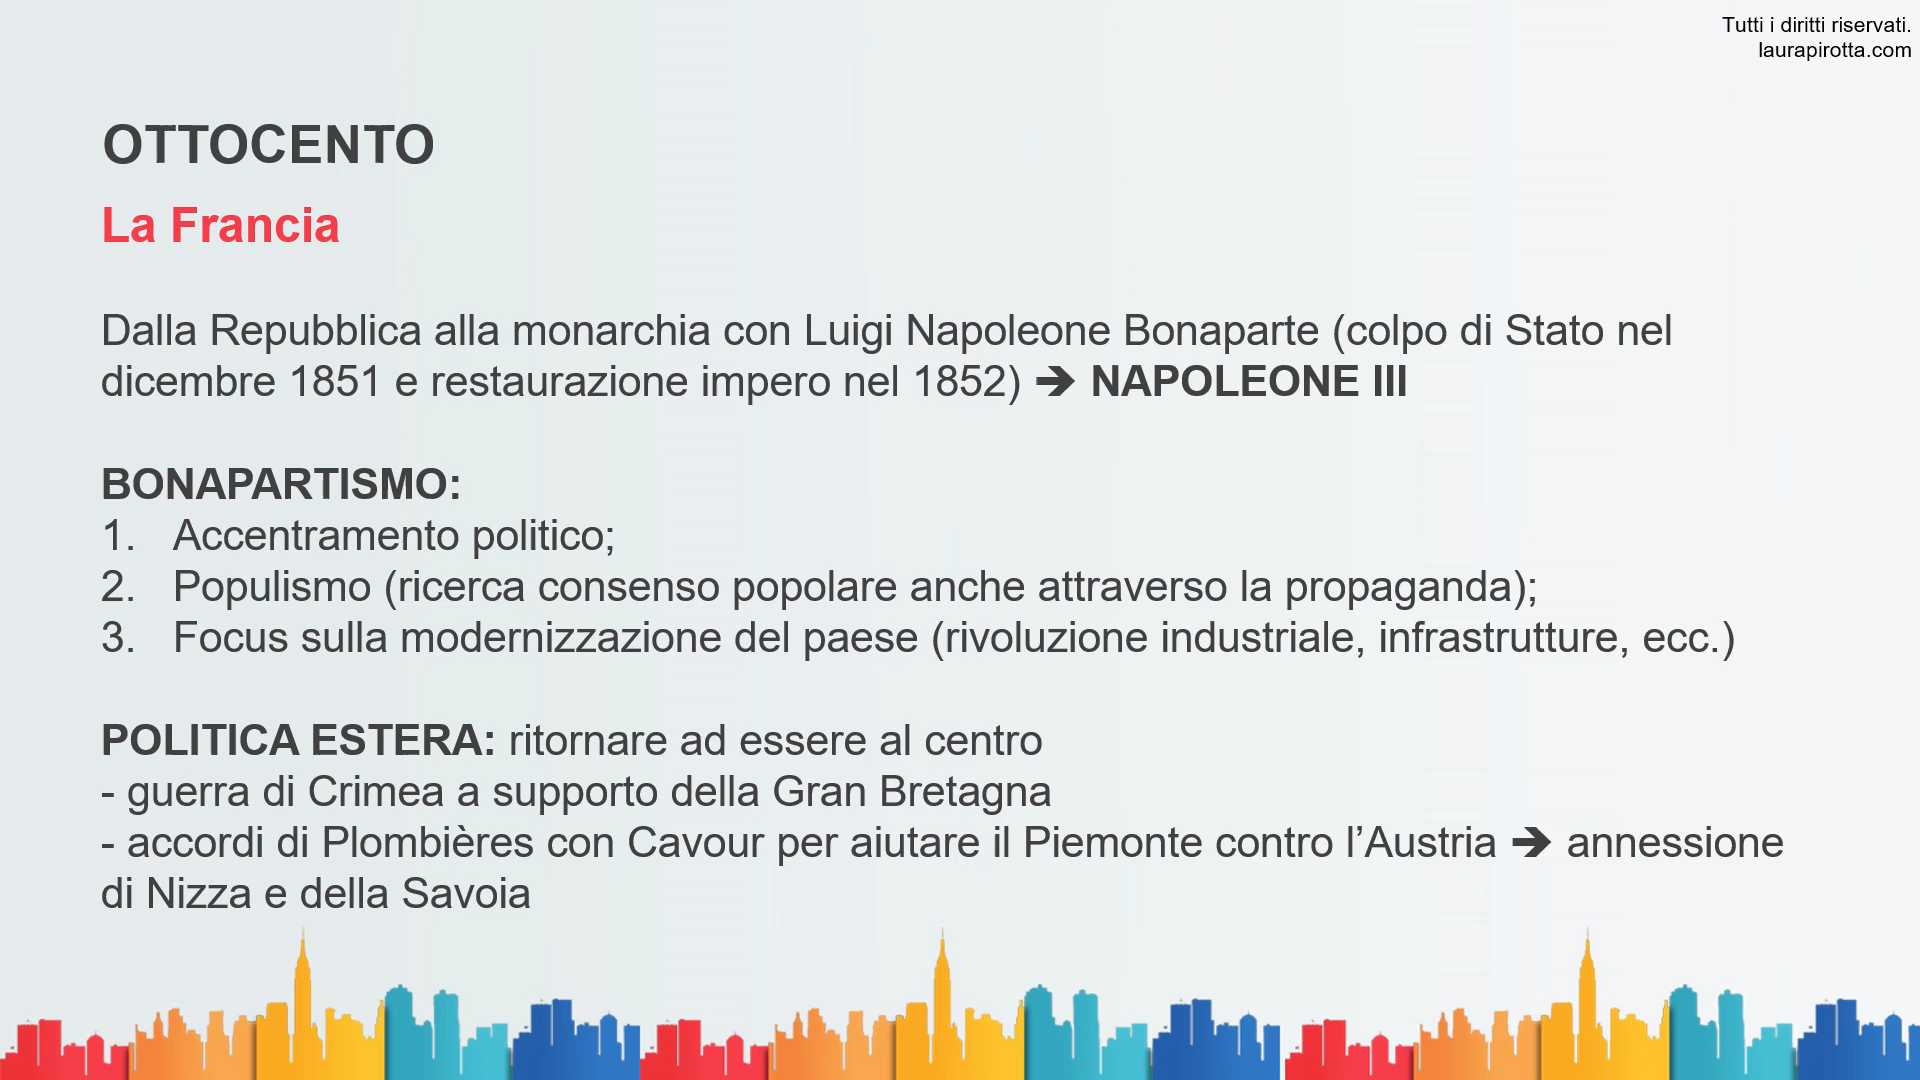 Tutti i diritti riservati.
laurapirotta.com
OTTOCENTO
La Francia
Dalla Repubblica alla monarchia con Luigi Napoleone Bonaparte (colpo di Stato nel
dicembre 1851 e restaurazione impero nel 1852) ➔ NAPOLEONE III
BONAPARTISMO:
1. Accentramento politico;
2. Populismo (ricerca consenso popolare anche attraverso la propaganda);
3. Focus sulla modernizzazione del paese (rivoluzione industriale, infrastrutture, ecc.)
POLITICA ESTERA: ritornare ad essere al centro
- guerra di Crimea a supporto della Gran Bretagna
- accordi di Plombières con Cavour per aiutare il Piemonte contro l’Austria ➔ annessione
di Nizza e della Savoia